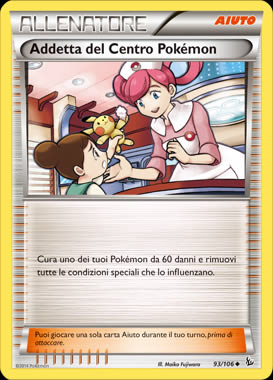 ALLENATORE
AIUTO
Addetta del Centro Pokémon
Cura uno dei tuoi Pokémon da 60 danni e rimuovi
tutte le condizioni speciali che lo influenzano.
Puoi giocare una sola carta Aiuto durante il tuo turno, prima di
attaccare.
©2014 Pokémon
Ill. Maiko Fujiwara
93/106